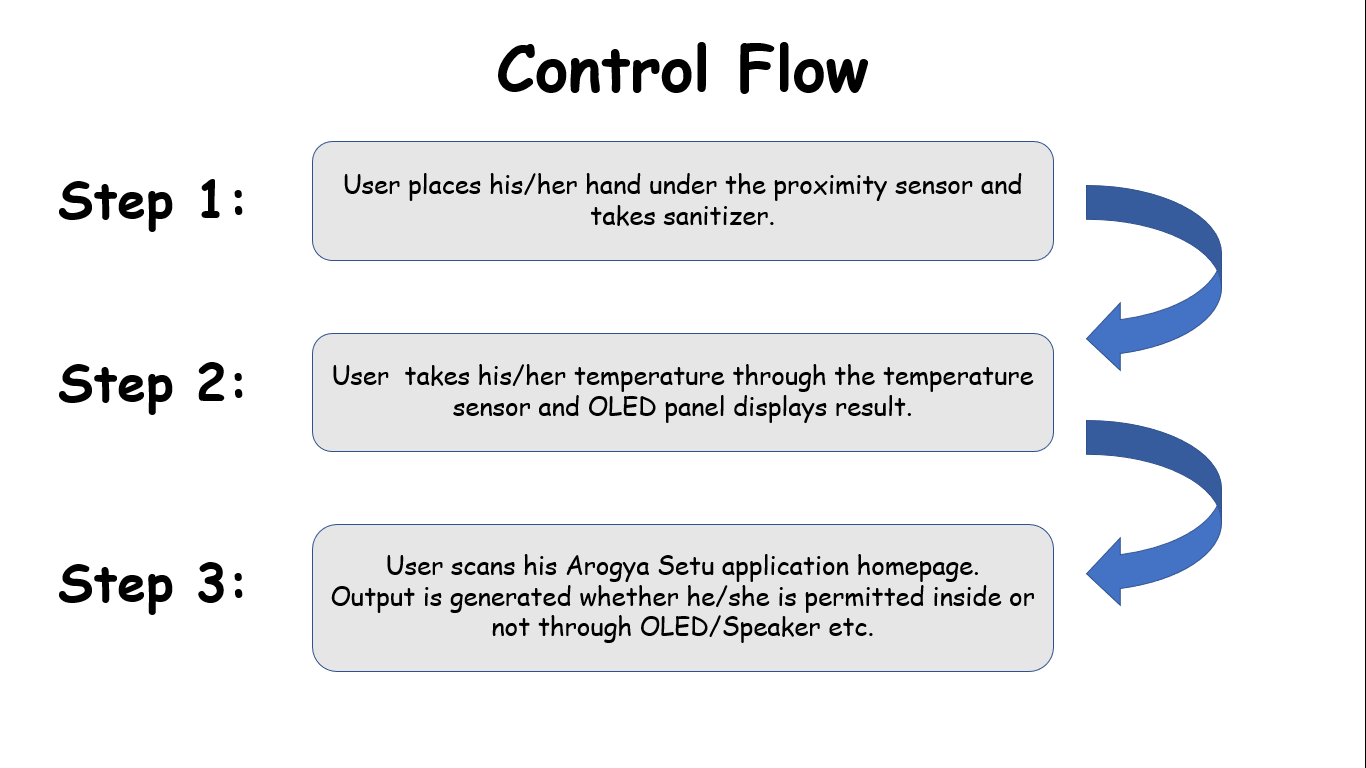 Control Flow
Step 1:
User places his/her hand under the proximity sensor and
takes sanitizer.
Step 2:
User  takes his/her temperature through the temperature
sensor and OLED panel displays result.
Step 3:
User scans his Arogya Setu application homepage.
Output is generated whether he/she is permitted inside or
not through OLED/Speaker etc.